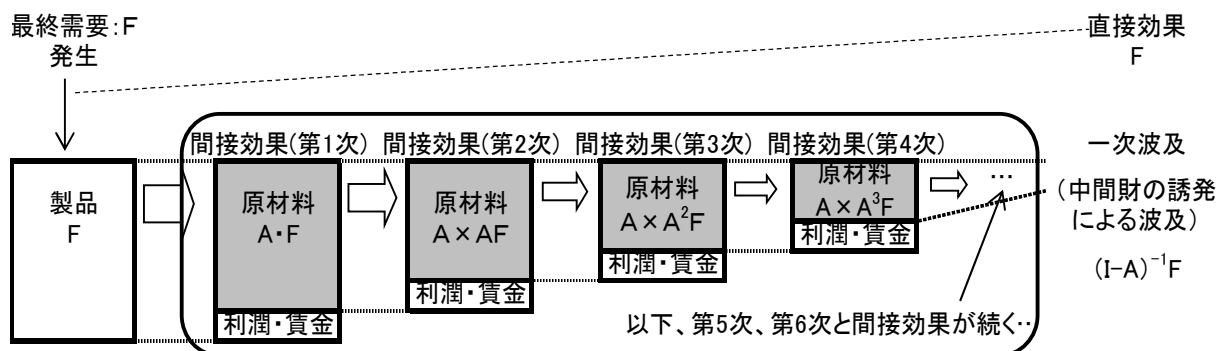 最終需要:F
発生
直接効果
F
間接効果(第1次) 間接効果(第2次) 間接効果(第3次) 間接効果(第4次)
製品
F
原材料
A・F
利潤・賃金
原材料
A×AF
利潤・賃金
原材料
A×A²F
利潤・賃金
原材料
A×A³F
利潤・賃金
…
以下、第5次、第6次と間接効果が続く‥
一次波及
(中間財の誘発
による波及)
(I-A)⁻¹F